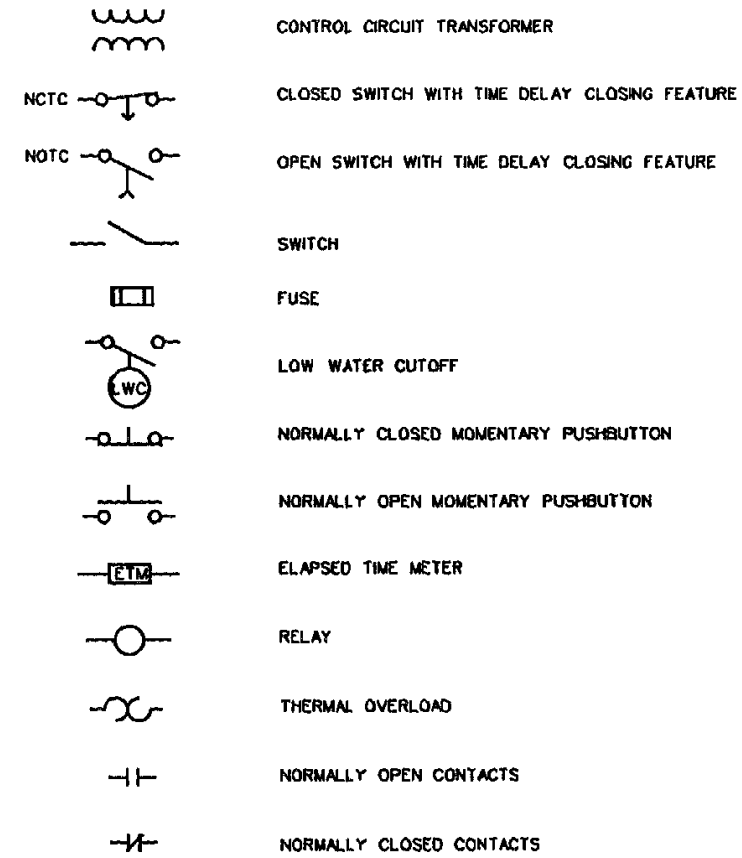 CONTROL CIRCUIT TRANSFORMER
NCTC CLOSED SWITCH WITH TIME DELAY CLOSING FEATURE
NOTC OPEN SWITCH WITH TIME DELAY CLOSING FEATURE
SWITCH
FUSE
LWC LOW WATER CUTOFF
NORMALLY CLOSED MOMENTARY PUSHBUTTON
NORMALLY OPEN MOMENTARY PUSHBUTTON
ETM ELAPSED TIME METER
RELAY
THERMAL OVERLOAD
NORMALLY OPEN CONTACTS
NORMALLY CLOSED CONTACTS